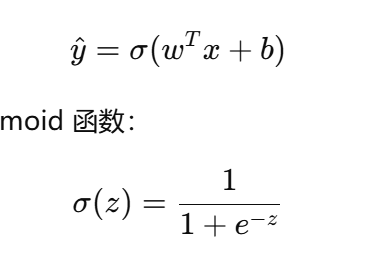 ŷ = σ(wᵀx + b)
moid 函数：
σ(z) = 1 / (1 + e⁻ᶻ)